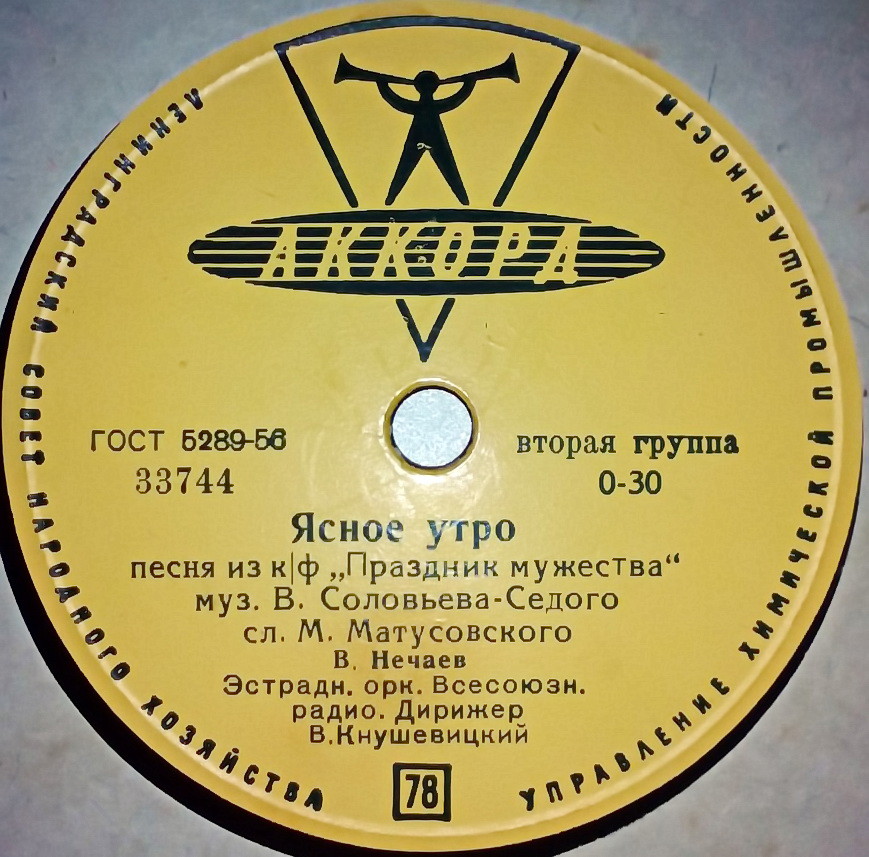 АККОРД
ЛЕНИНГРАДСКИЙ СОВЕТ НАРОДНОГО ХОЗЯЙСТВА
УПРАВЛЕНИЕ ХИМИЧЕСКОЙ ПРОМЫШЛЕННОСТИ
ГОСТ 5289-56
вторая группа
33744
0-30
Ясное утро
песня из к|ф „Праздник мужества“
муз. В. Соловьева-Седого
сл. М. Матусовского
В. Нечаев
Эстрадн. орк. Всесоюзн.
радио. Дирижер
В.Кнушевицкий
78